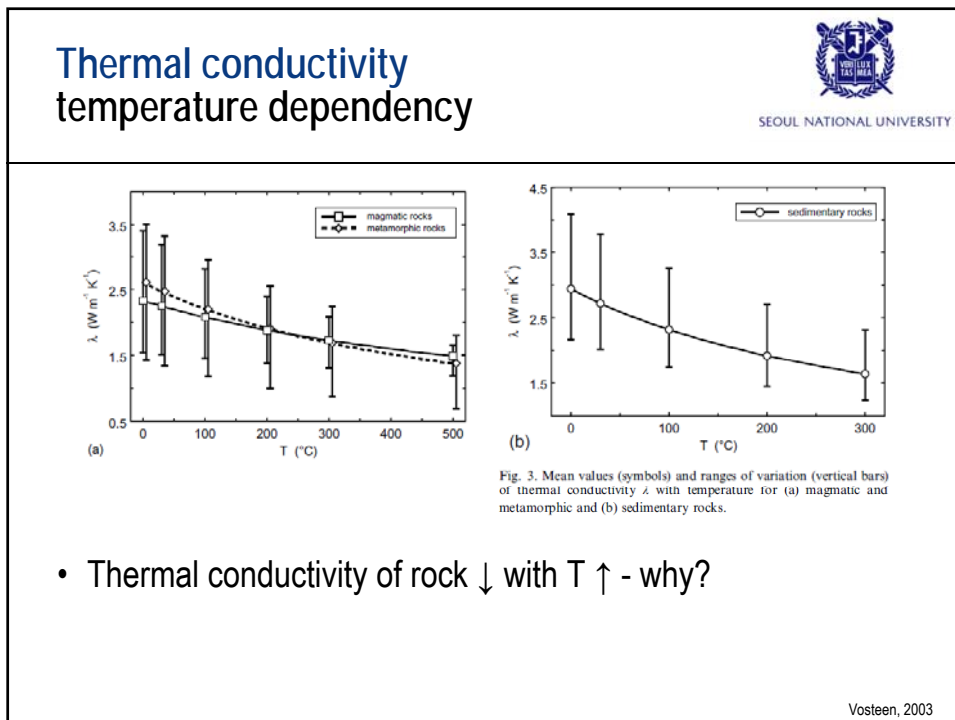 Thermal conductivity
temperature dependency
VERI LUX
TAS MEA
SEOUL NATIONAL UNIVERSITY
3.5
2.5
1.5
0.5
λ (W m⁻¹ K⁻¹)
magmatic rocks
metamorphic rocks
0 100 200 300 400 500
(a)
T (°C)
4.5
3.5
2.5
1.5
λ (W m⁻¹ K⁻¹)
sedimentary rocks
0 100 200 300
(b)
T (°C)
Fig. 3. Mean values (symbols) and ranges of variation (vertical bars)
of thermal conductivity λ with temperature for (a) magmatic and
metamorphic and (b) sedimentary rocks.
• Thermal conductivity of rock ↓ with T ↑ - why?
Vosteen, 2003